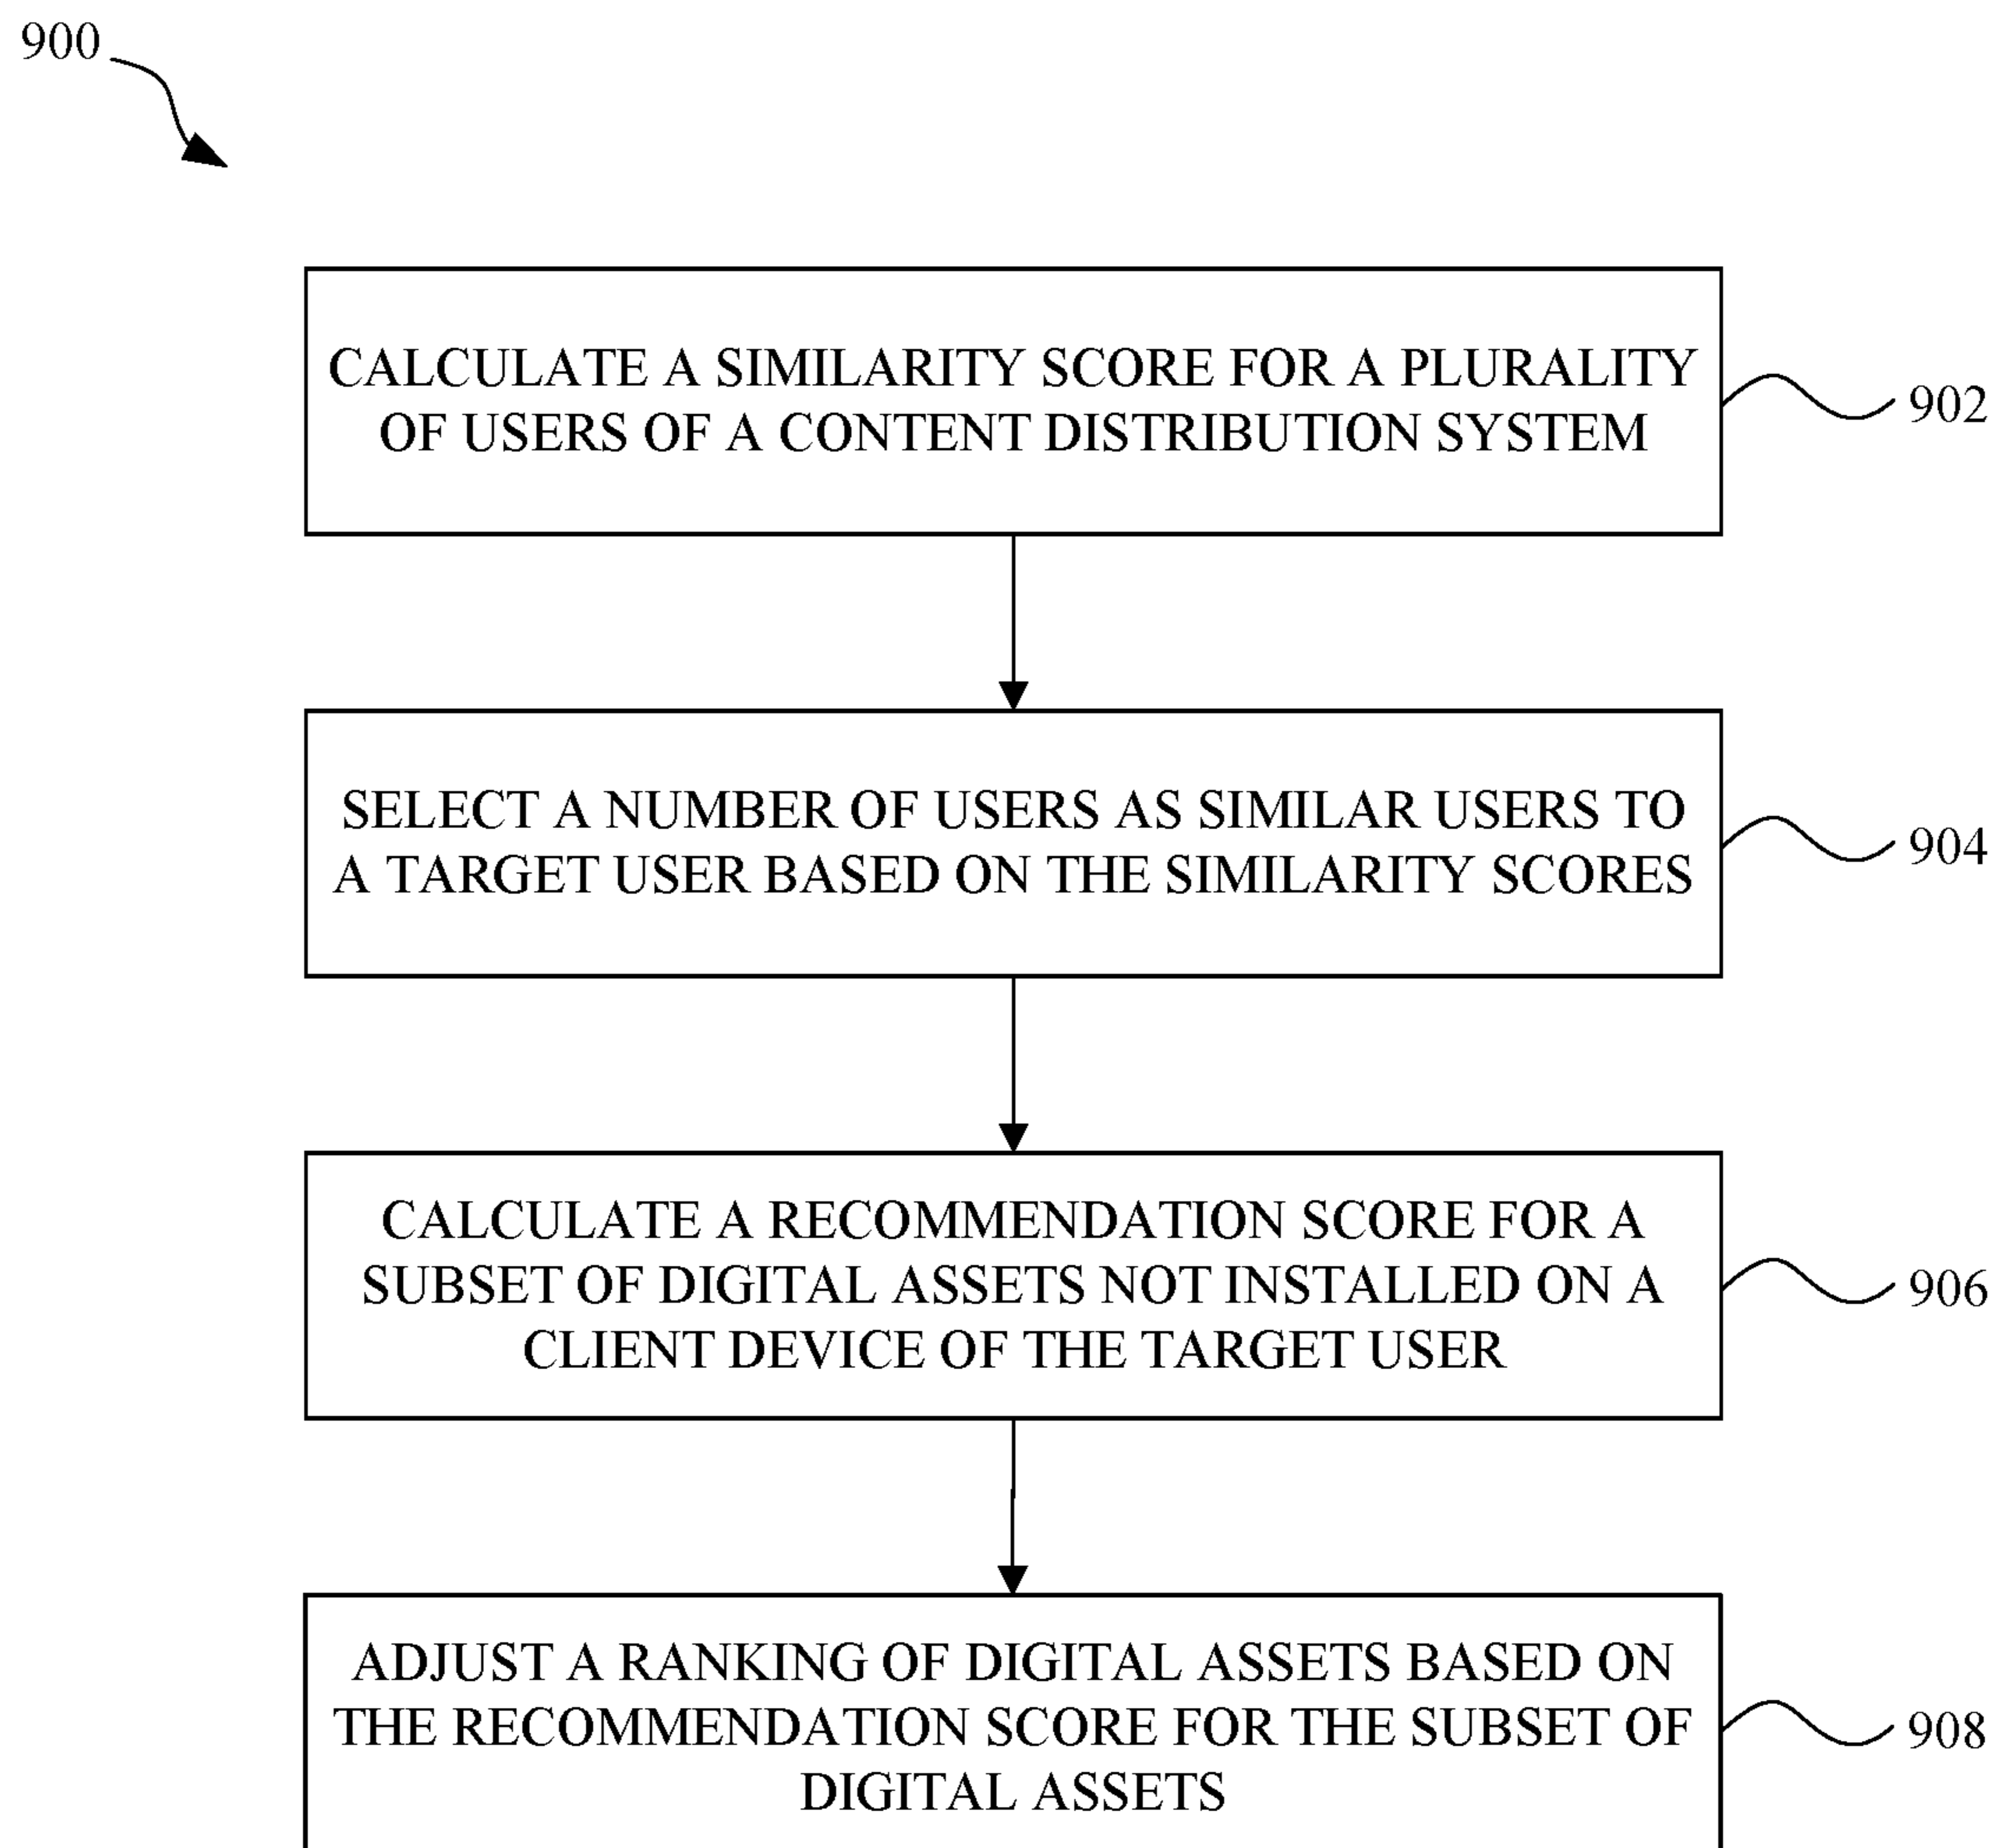 900
CALCULATE A SIMILARITY SCORE FOR A PLURALITY
OF USERS OF A CONTENT DISTRIBUTION SYSTEM
902
SELECT A NUMBER OF USERS AS SIMILAR USERS TO
A TARGET USER BASED ON THE SIMILARITY SCORES
904
CALCULATE A RECOMMENDATION SCORE FOR A
SUBSET OF DIGITAL ASSETS NOT INSTALLED ON A
CLIENT DEVICE OF THE TARGET USER
906
ADJUST A RANKING OF DIGITAL ASSETS BASED ON
THE RECOMMENDATION SCORE FOR THE SUBSET OF
DIGITAL ASSETS
908